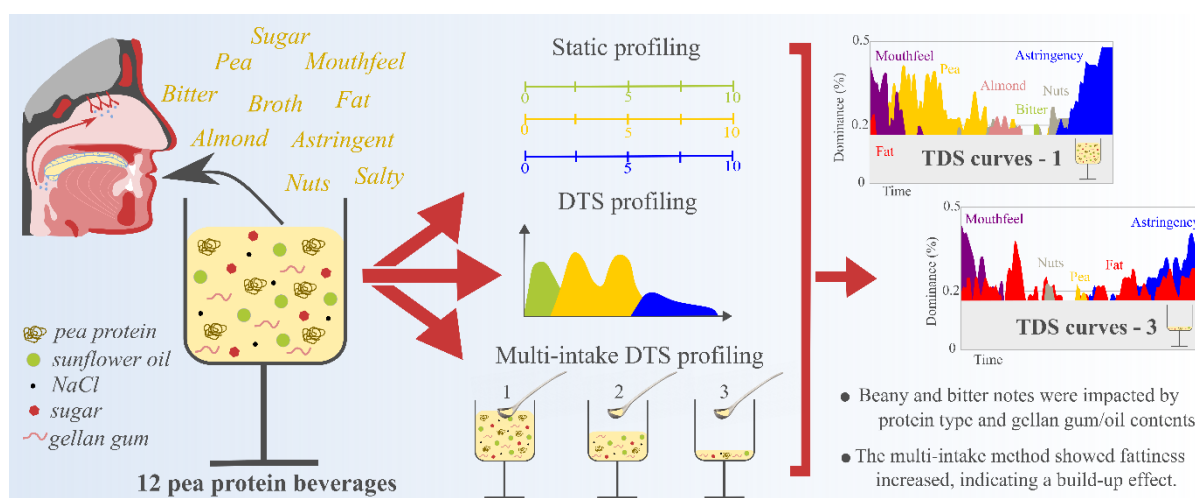 Sugar
Pea
Mouthfeel
Bitter
Broth
Fat
Almond
Astringent
Nuts
Salty
pea protein
sunflower oil
NaCl
sugar
gellan gum
12 pea protein beverages
Static profiling
0 5 10
0 5 10
0 5 10
DTS profiling
Multi-intake DTS profiling
1 2 3
0.5
Mouthfeel
Pea
Astringency
Almond
Nuts
Bitter
0.2
Fat
0
Dominance (%)
TDS curves - 1
Time
0.5
Mouthfeel
Astringency
Nuts
Pea
Fat
0.2
0
Dominance (%)
TDS curves - 3
Time
● Beany and bitter notes were impacted by
protein type and gellan gum/oil contents
● The multi-intake method showed fattiness
increased, indicating a build-up effect.